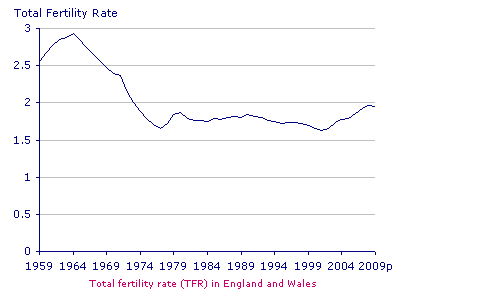 Total Fertility Rate
3
2.5
2
1.5
1
0.5
0
1959 1964 1969 1974 1979 1984 1989 1994 1999 2004 2009p
Total fertility rate (TFR) in England and Wales